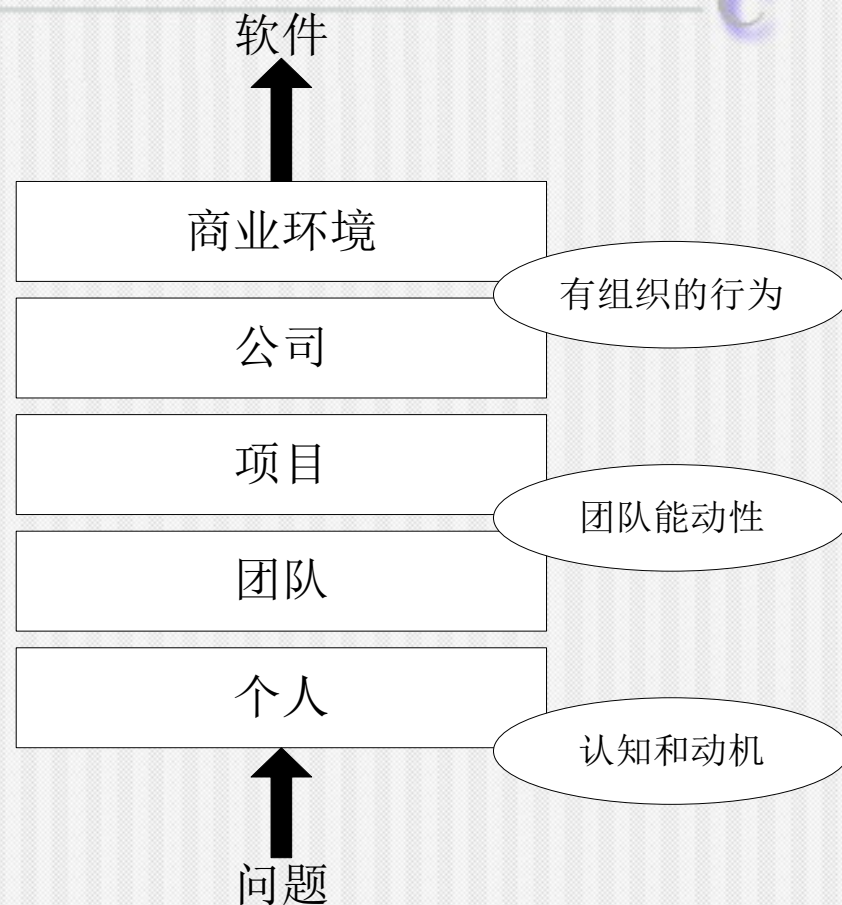 软件
商业环境
有组织的行为
公司
项目
团队能动性
团队
个人
认知和动机
问题